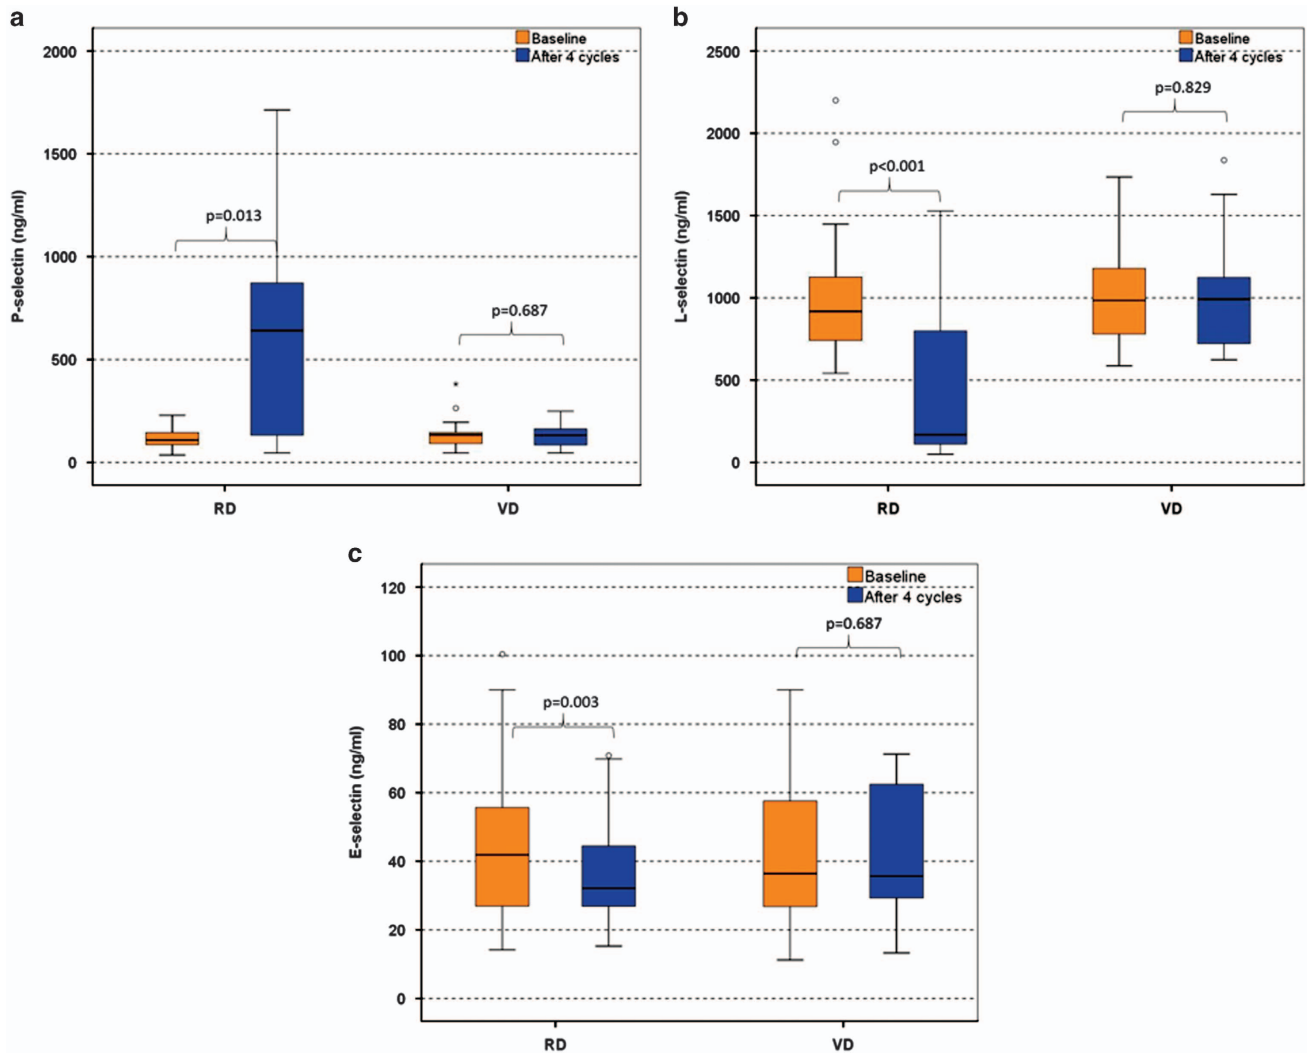 a
2000
1500
1000
500
0
P-selectin (ng/ml)
Baseline
After 4 cycles
p=0.013
p=0.687
RD
VD
b
2500
2000
1500
1000
500
0
L-selectin (ng/ml)
Baseline
After 4 cycles
p<0.001
p=0.829
RD
VD
c
120
100
80
60
40
20
0
E-selectin (ng/ml)
Baseline
After 4 cycles
p=0.003
p=0.687
RD
VD